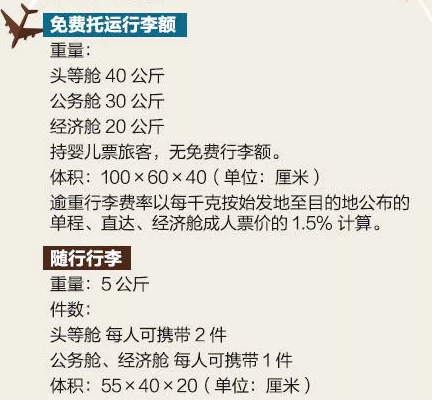 免费托运行李额
重量：
头等舱 40 公斤
公务舱 30 公斤
经济舱 20 公斤
持婴儿票旅客，无免费行李额。
体积：100×60×40（单位：厘米）
逾重行李费率以每千克按始发地至目的地公布的
单程、直达、经济舱成人票价的 1.5% 计算。
随行行李
重量：5 公斤
件数：
头等舱 每人可携带 2 件
公务舱、经济舱 每人可携带 1 件
体积：55×40×20（单位：厘米）